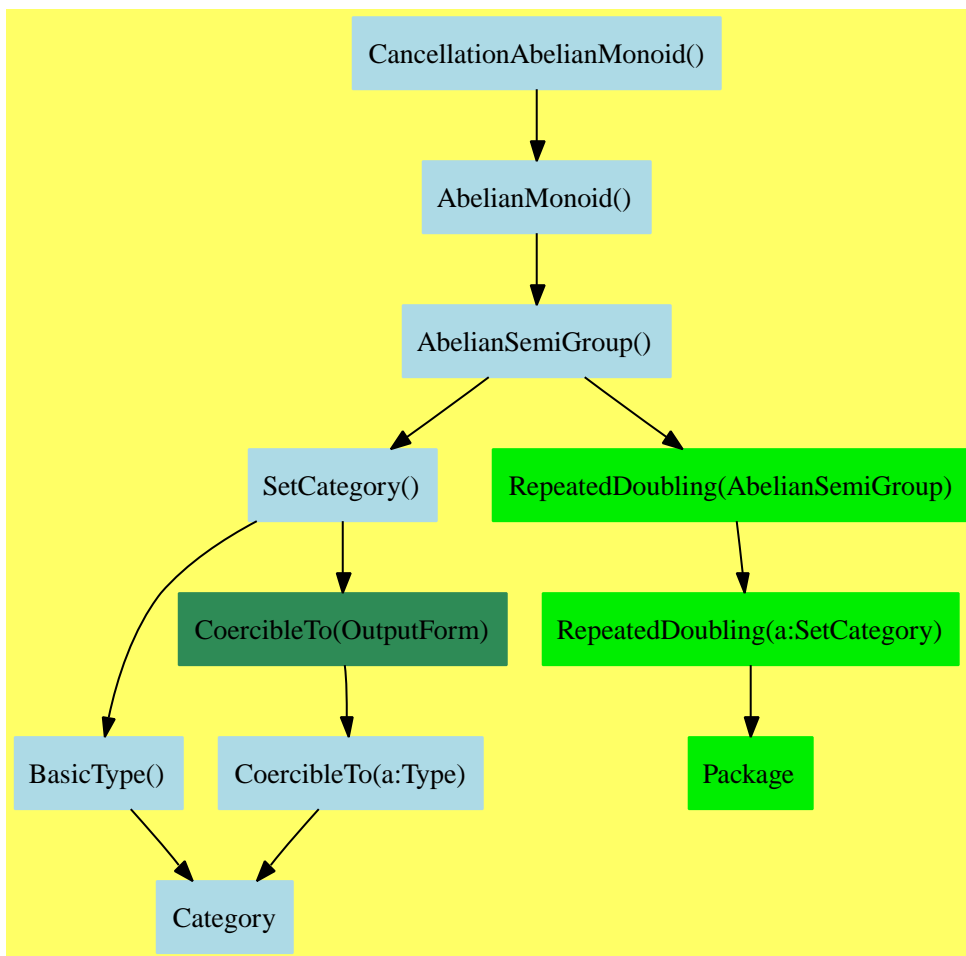 CancellationAbelianMonoid()
AbelianMonoid()
AbelianSemiGroup()
SetCategory()
RepeatedDoubling(AbelianSemiGroup)
CoercibleTo(OutputForm)
RepeatedDoubling(a:SetCategory)
BasicType()
CoercibleTo(a:Type)
Package
Category